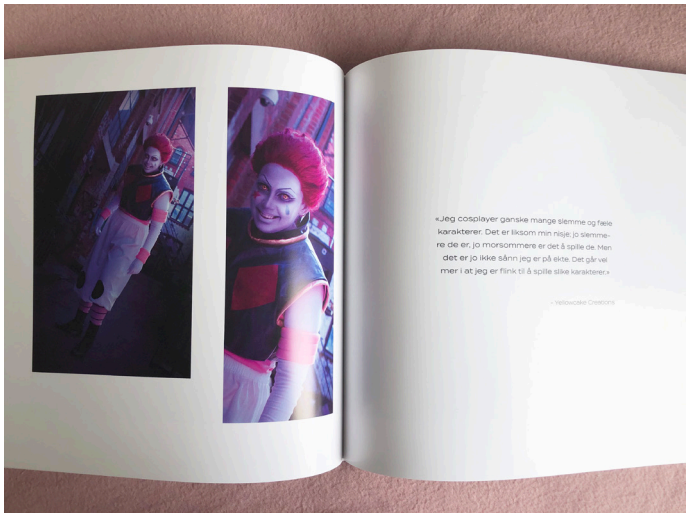 «Jeg cosplayer ganske mange slemme og fæle
karakterer. Det er liksom min nisje; jo slemme-
re de er, jo morsommere er det å spille de. Men
det er jo ikke sånn jeg er på ekte. Det går vel
mer i at jeg er flink til å spille slike karakterer.»
- Yellowcake Creations